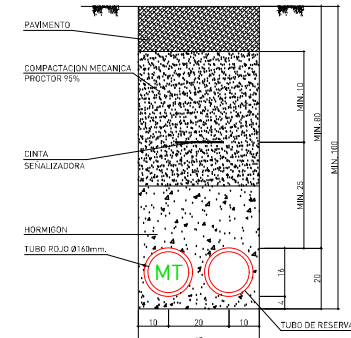 PAVIMENTO
COMPACTACION MECANICA
PROCTOR 95%
CINTA
SEÑALIZADORA
HORMIGON
TUBO ROJO Ø160mm.
MT
TUBO DE RESERVA
MIN. 10
MIN. 25
MIN. 80
MIN. 100
16
4
20
10
20
10